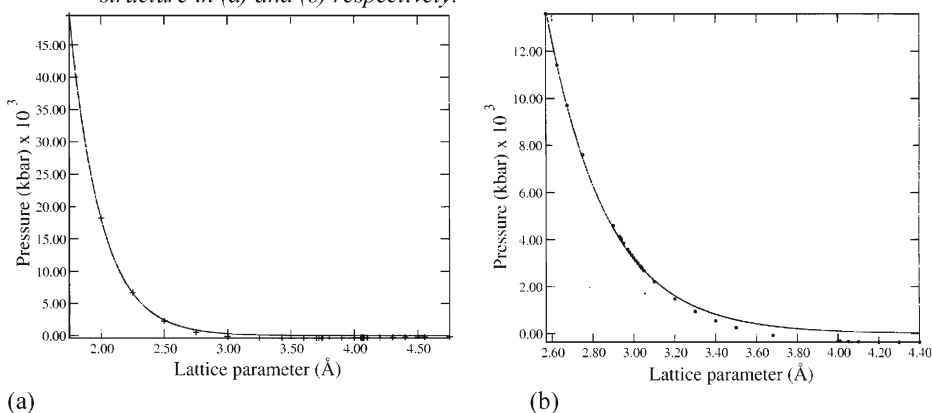 structure in (a) and (b) respectively.
45.00
40.00
35.00
30.00
25.00
20.00
15.00
10.00
5.00
0.00
Pressure (kbar) x 10 3
2.00 2.50 3.00 3.50 4.00 4.50
Lattice parameter (Å)
(a)
12.00
10.00
8.00
6.00
4.00
2.00
0.00
Pressure (kbar) x 10 3
2.60 2.80 3.00 3.20 3.40 3.60 3.80 4.00 4.20 4.40
Lattice parameter (Å)
(b)